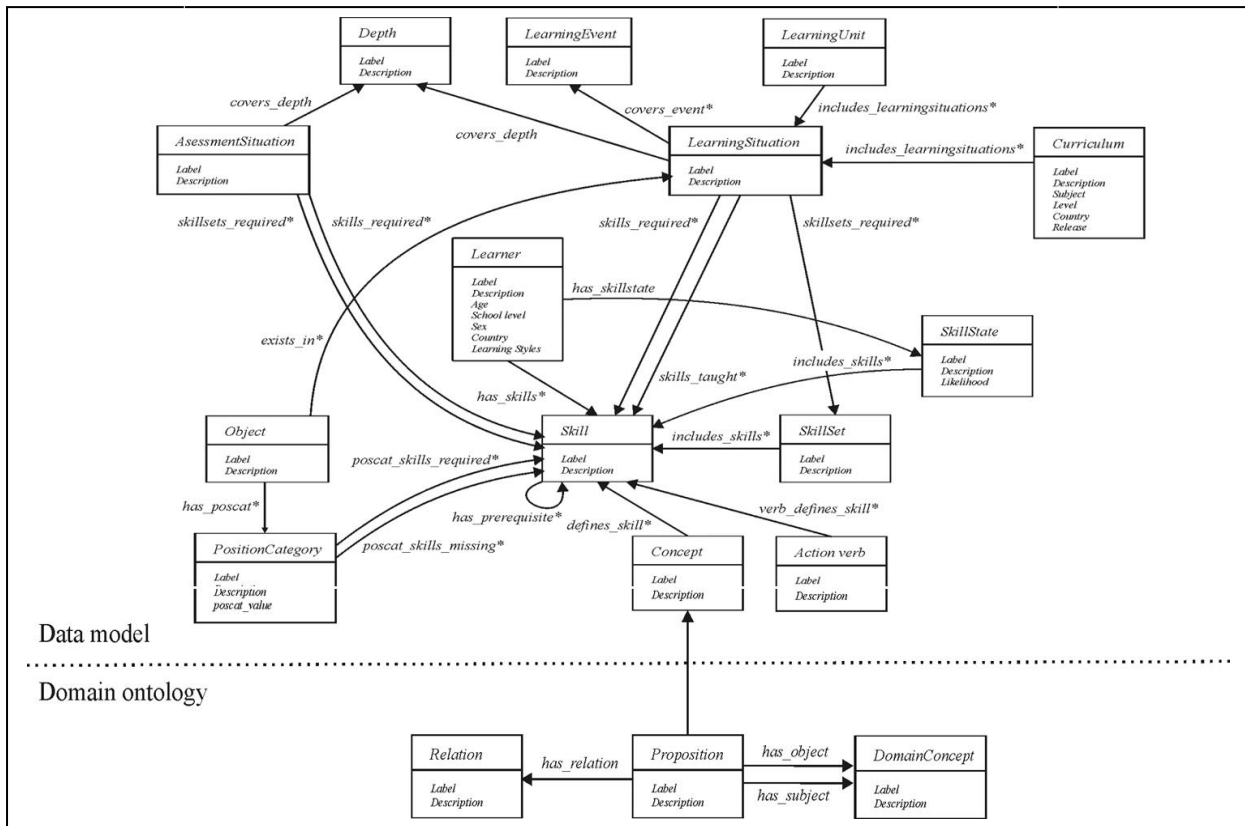 Depth
Label
Description
LearningEvent
Label
Description
LearningUnit
Label
Description
covers_depth
covers_event*
includes_learningsituations*
covers_depth
AsessmentSituation
Label
Description
LearningSituation
Label
Description
includes_learningsituations*
Curriculum
Label
Description
Subject
Level
Country
Release
skillsets_required*
skills_required*
skills_required*
skillsets_required*
Learner
Label
Description
Age
School level
Sex
Country
Learning Styles
has_skillstate
SkillState
Label
Description
Likelihood
exists_in*
includes_skills*
skills_taught*
has_skills*
Object
Label
Description
Skill
Label
Description
includes_skills*
SkillSet
Label
Description
poscat_skills_required*
has_poscat*
has_prerequisite*
defines_skill*
verb_defines_skill*
poscat_skills_missing*
PositionCategory
Label
Description
poscat_value
Concept
Label
Description
Action verb
Label
Description
Data model
Domain ontology
Relation
Label
Description
has_relation
Proposition
Label
Description
has_object
has_subject
DomainConcept
Label
Description